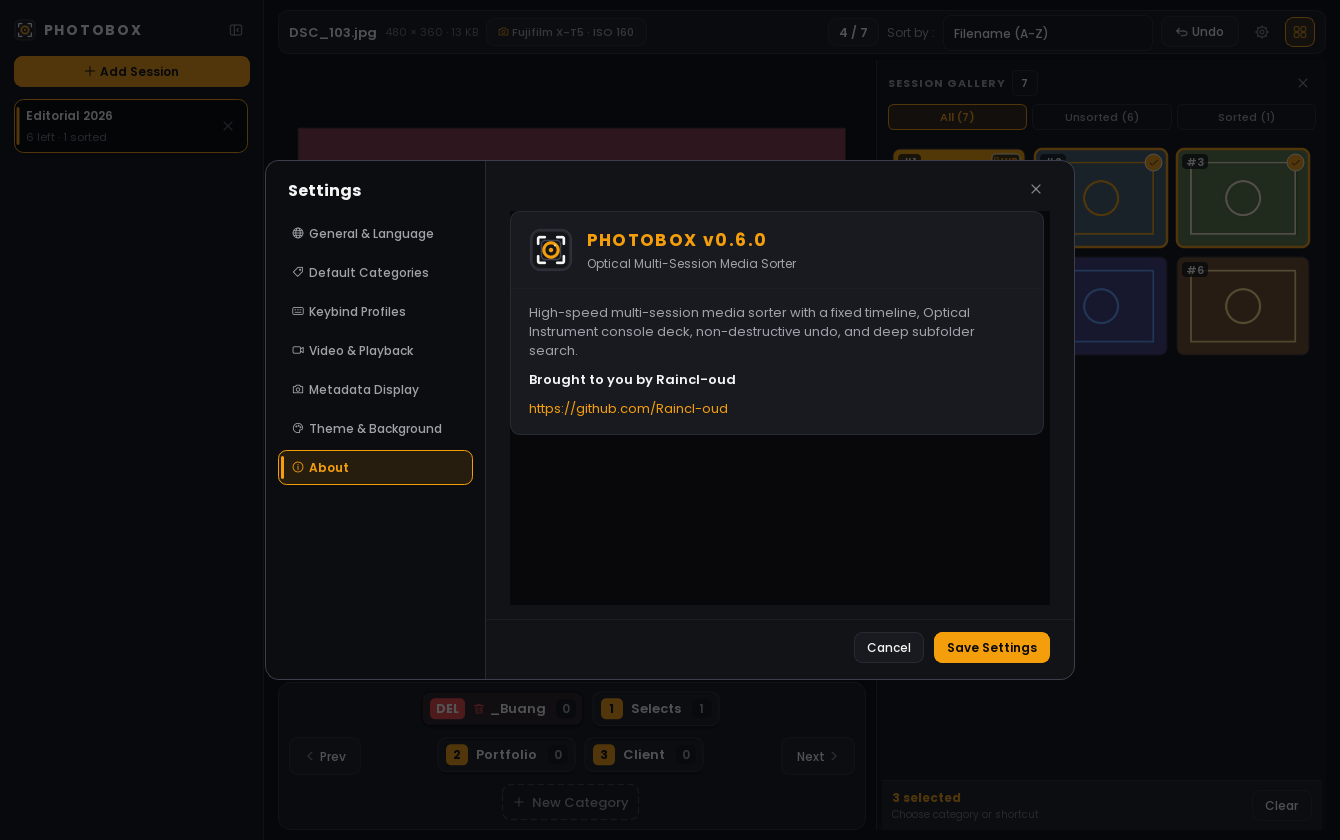 PHOTOBOX
Add Session
Editorial 2026
6 left · 1 sorted
DSC_103.jpg 480 × 360 · 13 KB Fujifilm X-T5 · ISO 160
4 / 7 Sort by : Filename (A-Z) Undo
SESSION GALLERY 7
All (7) Unsorted (6) Sorted (1)
#3
#6
Settings
General & Language
Default Categories
Keybind Profiles
Video & Playback
Metadata Display
Theme & Background
About
PHOTOBOX v0.6.0
Optical Multi-Session Media Sorter
High-speed multi-session media sorter with a fixed timeline, Optical
Instrument console deck, non-destructive undo, and deep subfolder
search.
Brought to you by Raincl-oud
https://github.com/Raincl-oud
Cancel Save Settings
DEL _Buang 0 1 Selects 1
Prev 2 Portfolio 0 3 Client 0 Next
New Category
3 selected
Choose category or shortcut
Clear